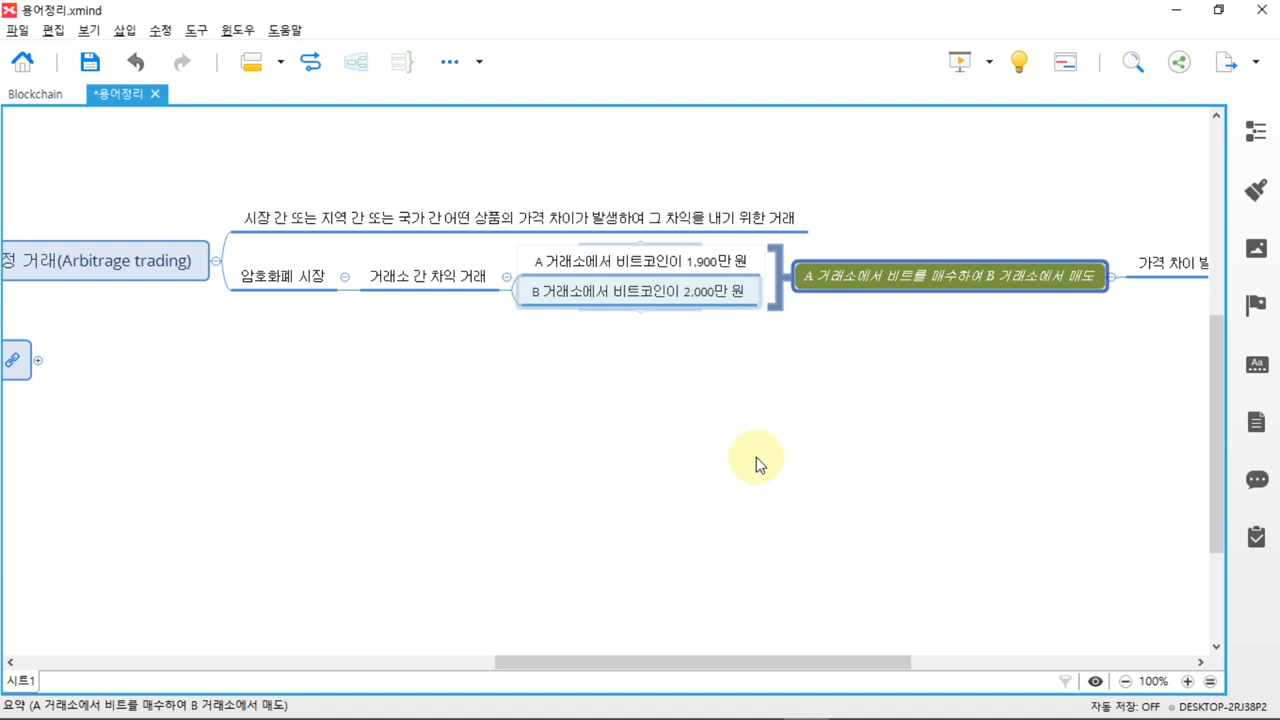 용어정리.xmind
파일 편집 보기 삽입 수정 도구 윈도우 도움말
Blockchain *용어정리
시장 간 또는 지역 간 또는 국가 간 어떤 상품의 가격 차이가 발생하여 그 차익을 내기 위한 거래
정 거래(Arbitrage trading)
암호화폐 시장
거래소 간 차익 거래
A 거래소에서 비트코인이 1,900만 원
B 거래소에서 비트코인이 2,000만 원
A 거래소에서 비트를 매수하여 B 거래소에서 매도
가격 차이
Aa
시트1
100%
요약 (A 거래소에서 비트를 매수하여 B 거래소에서 매도)
자동 저장: OFF DESKTOP-2RJ38P2